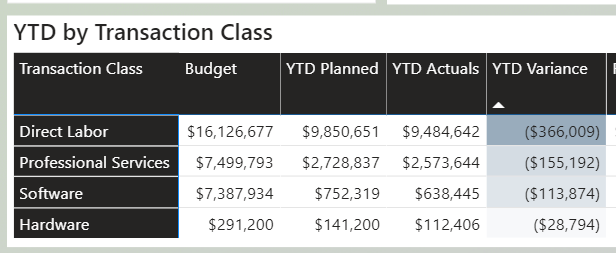 YTD by Transaction Class
Transaction Class Budget YTD Planned YTD Actuals YTD Variance
Direct Labor $16,126,677 $9,850,651 $9,484,642 ($366,009)
Professional Services $7,499,793 $2,728,837 $2,573,644 ($155,192)
Software $7,387,934 $752,319 $638,445 ($113,874)
Hardware $291,200 $141,200 $112,406 ($28,794)